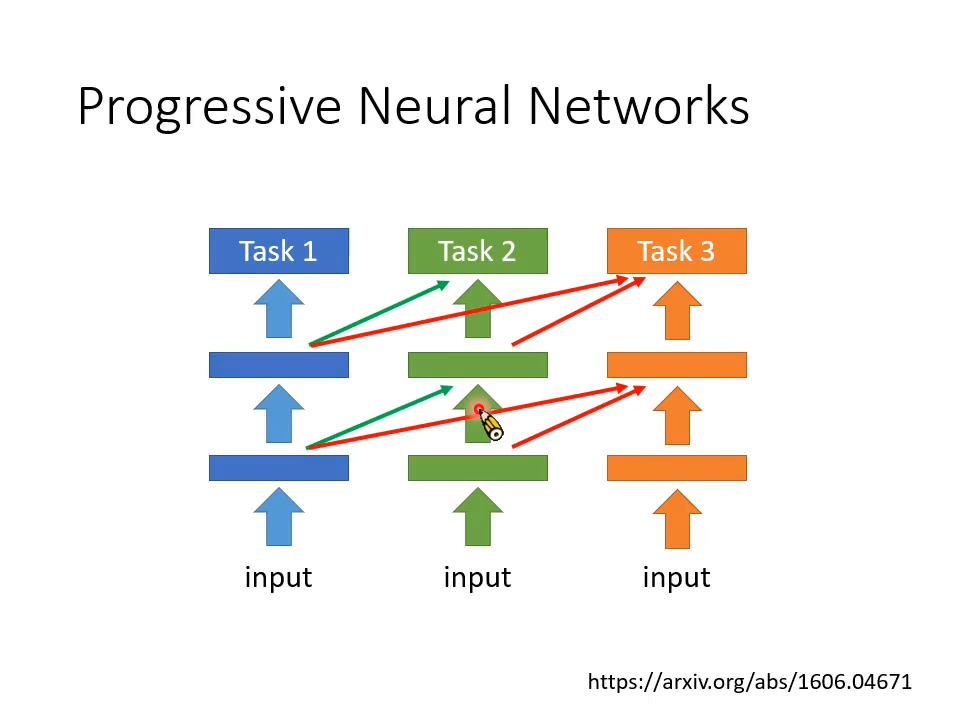 Progressive Neural Networks
Task 1
Task 2
Task 3
input
input
input
https://arxiv.org/abs/1606.04671